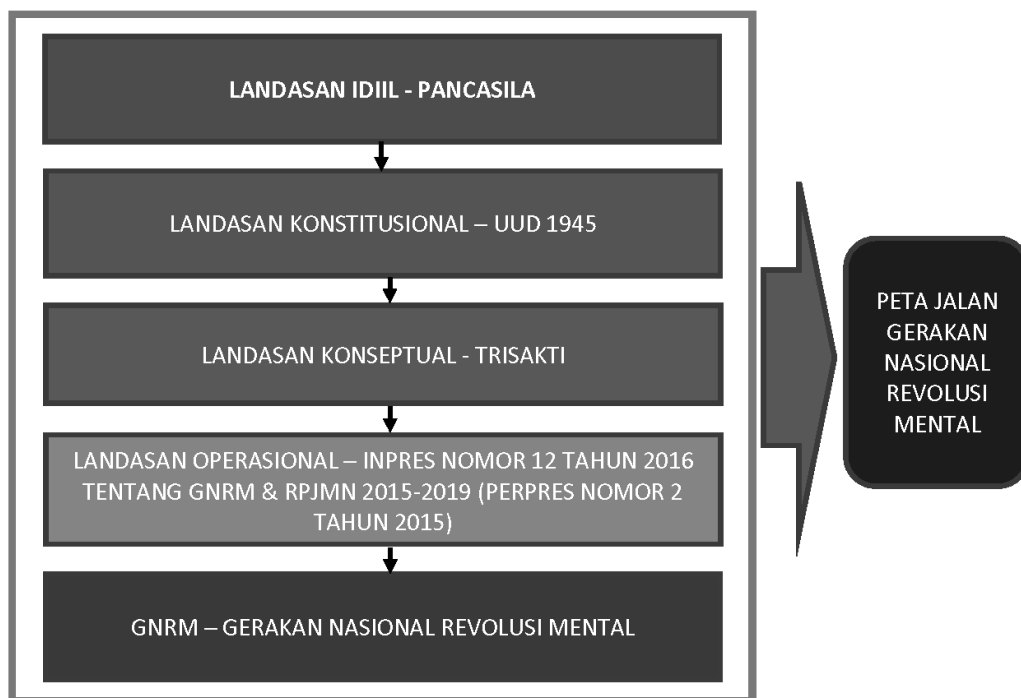 LANDASAN IDIIL - PANCASILA
LANDASAN KONSTITUSIONAL – UUD 1945
LANDASAN KONSEPTUAL - TRISAKTI
LANDASAN OPERASIONAL – INPRES NOMOR 12 TAHUN 2016
TENTANG GNRM & RPJMN 2015-2019 (PERPRES NOMOR 2
TAHUN 2015)
GNRM – GERAKAN NASIONAL REVOLUSI MENTAL
PETA JALAN
GERAKAN
NASIONAL
REVOLUSI
MENTAL